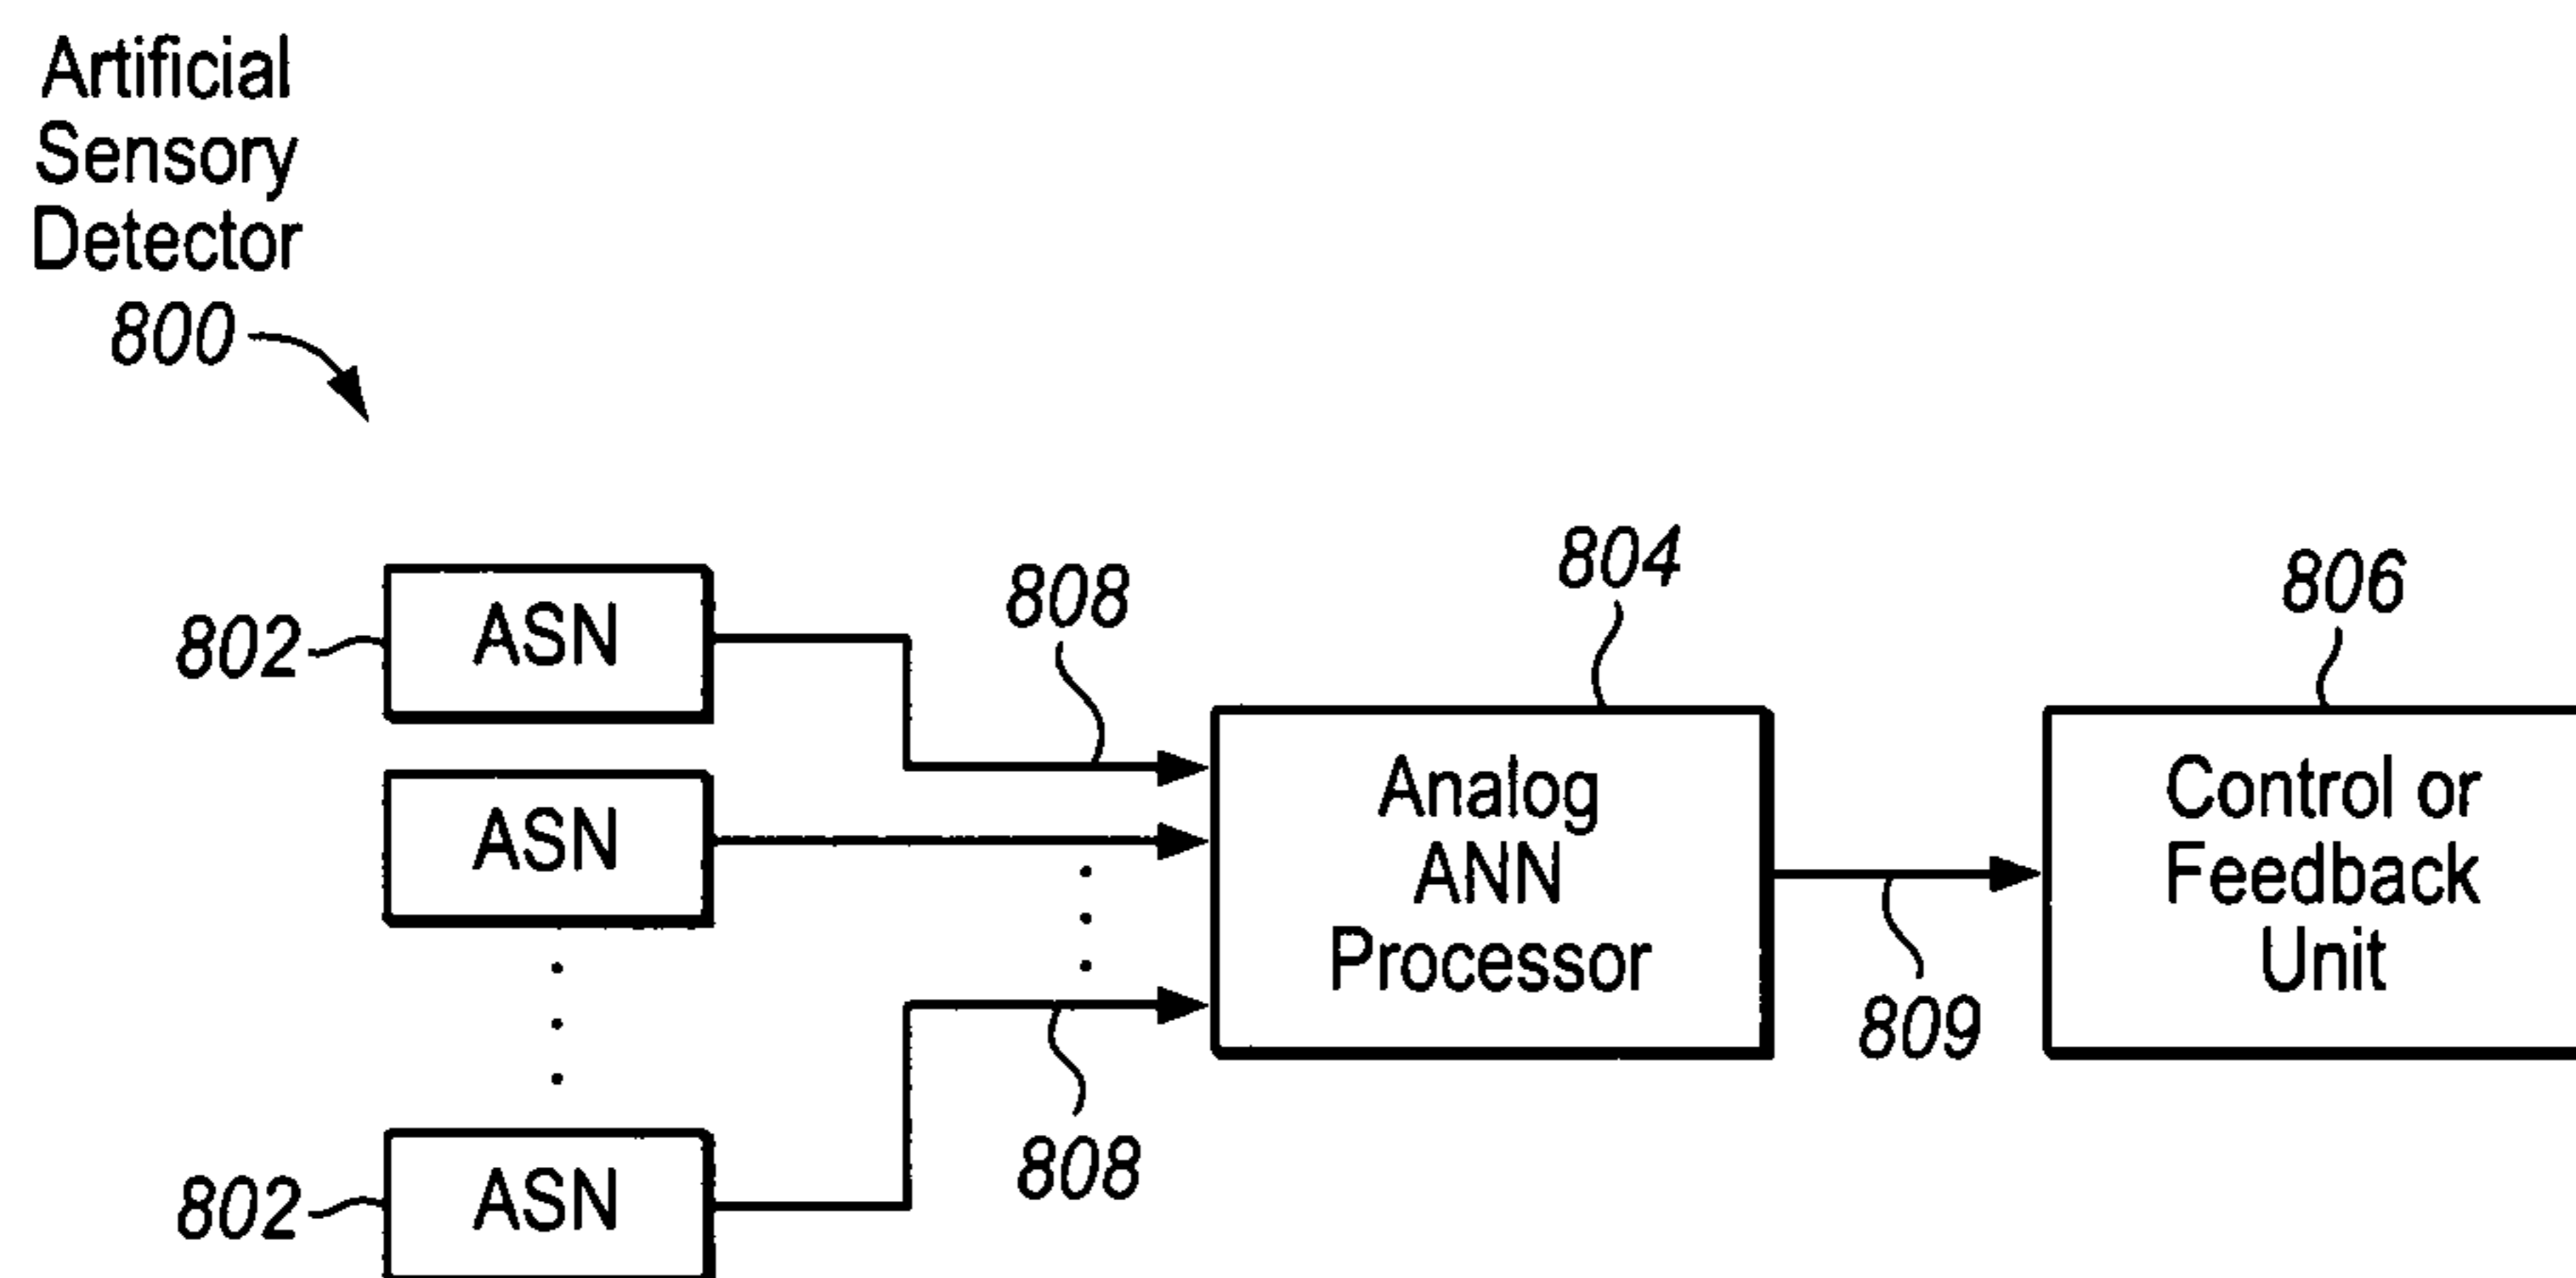 Artificial
Sensory
Detector
800
804
806
808
802
ASN
ASN
Analog
ANN
Processor
Control or
Feedback
Unit
809
808
802
ASN